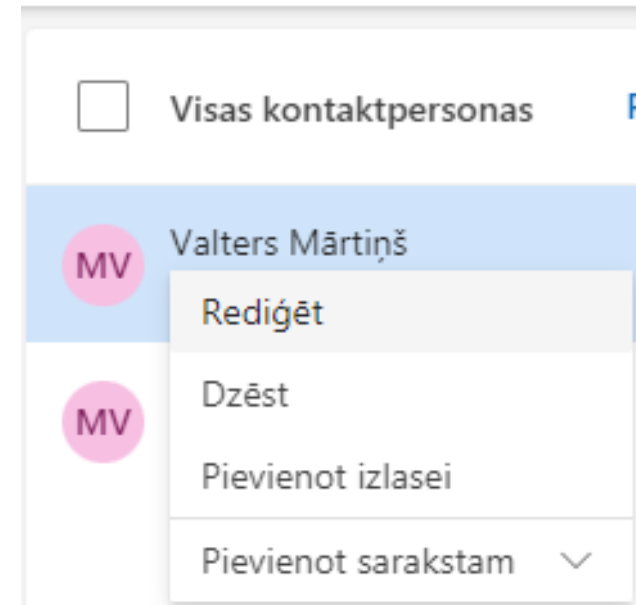 Visas kontaktpersonas
MV
Valters Mārtiņš
Rediģēt
Dzēst
MV
Pievienot izlasei
Pievienot sarakstam